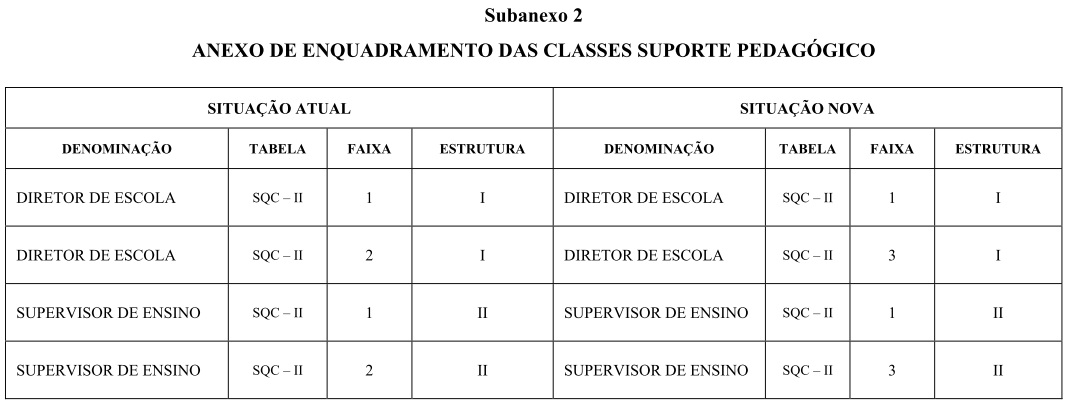 Subanexo 2
ANEXO DE ENQUADRAMENTO DAS CLASSES SUPORTE PEDAGÓGICO
SITUAÇÃO ATUAL SITUAÇÃO NOVA
DENOMINAÇÃO TABELA FAIXA ESTRUTURA DENOMINAÇÃO TABELA FAIXA ESTRUTURA
DIRETOR DE ESCOLA SQC – II 1 I DIRETOR DE ESCOLA SQC – II 1 I
DIRETOR DE ESCOLA SQC – II 2 I DIRETOR DE ESCOLA SQC – II 3 I
SUPERVISOR DE ENSINO SQC – II 1 II SUPERVISOR DE ENSINO SQC – II 1 II
SUPERVISOR DE ENSINO SQC – II 2 II SUPERVISOR DE ENSINO SQC – II 3 II